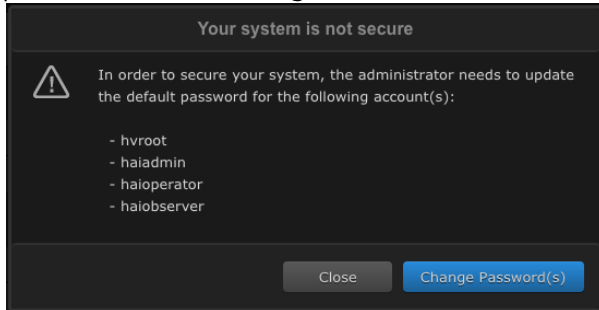 Your system is not secure
In order to secure your system, the administrator needs to update
the default password for the following account(s):
- hvroot
- haiadmin
- haioperator
- haiobserver
Close
Change Password(s)